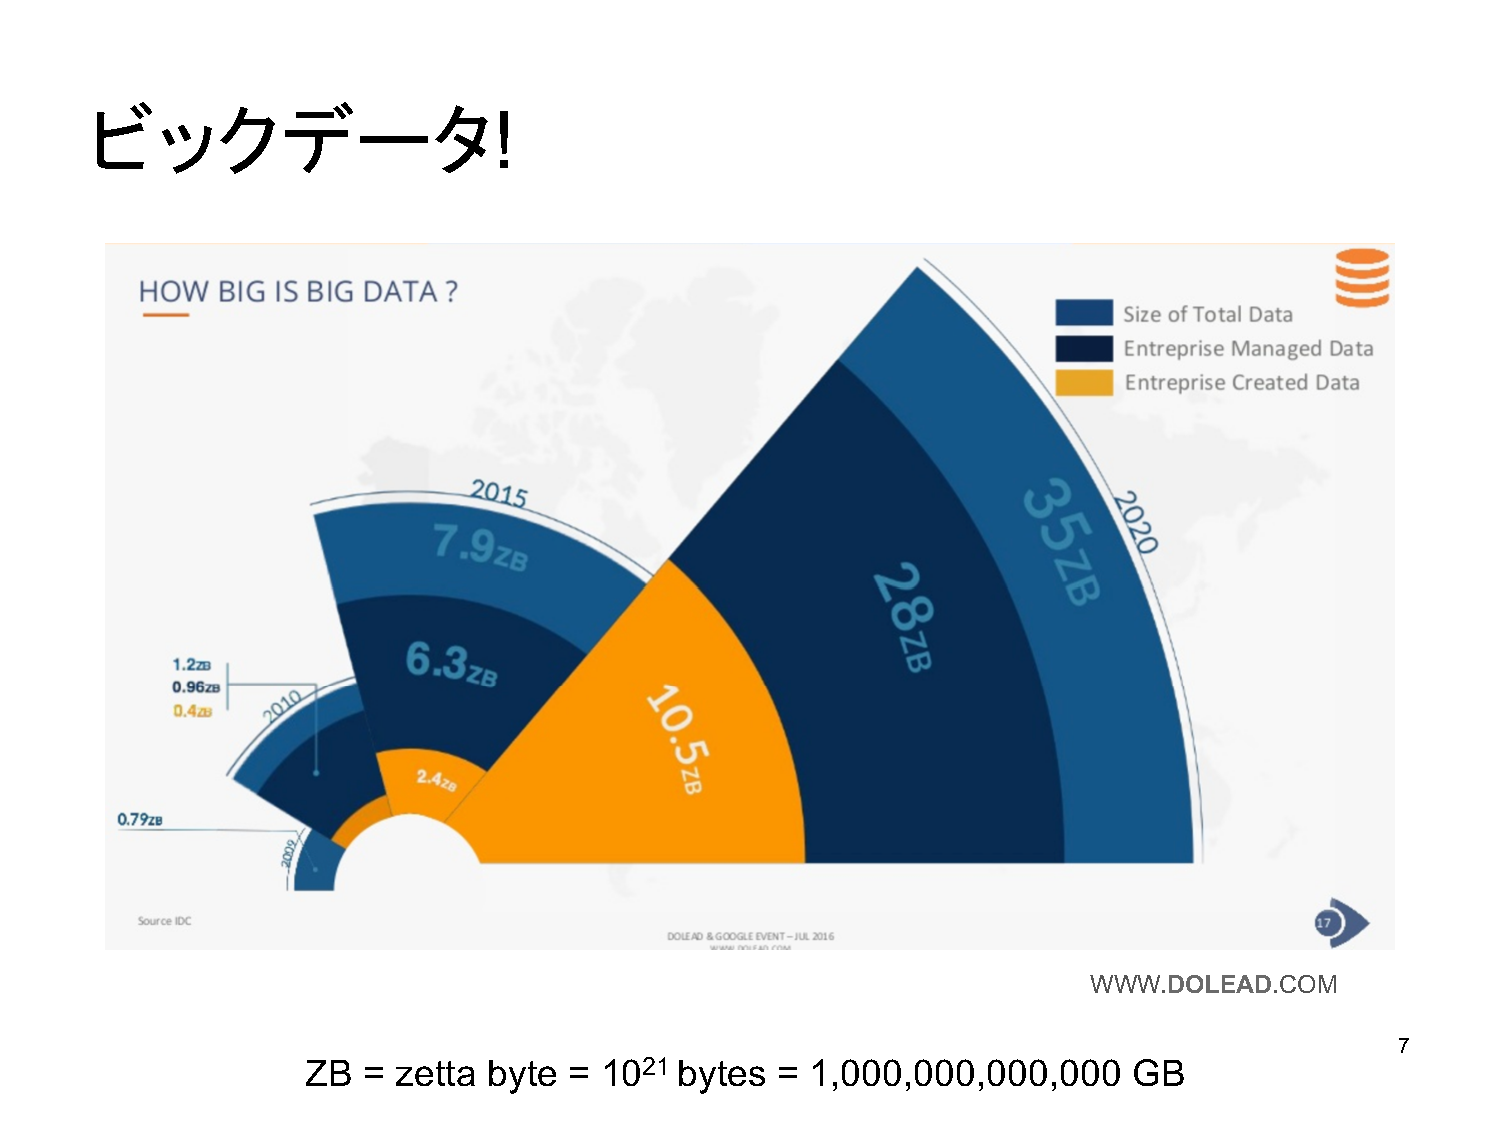 ビックデータ!
HOW BIG IS BIG DATA ?
Size of Total Data
Entreprise Managed Data
Entreprise Created Data
2015
7.9ZB
6.3ZB
2.4ZB
2020
35ZB
28ZB
10.5ZB
1.2ZB
0.96ZB
0.4ZB
2010
0.79ZB
2009
Source IDC
DOLEAD & GOOGLE EVENT – JUL 2016
WWW.DOLEAD.COM
17
WWW.DOLEAD.COM
7
ZB = zetta byte = 10²¹ bytes = 1,000,000,000,000 GB